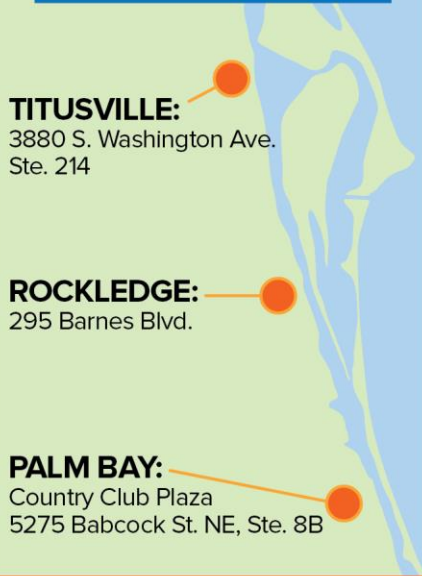 TITUSVILLE:
3880 S. Washington Ave.
Ste. 214
ROCKLEDGE:
295 Barnes Blvd.
PALM BAY:
Country Club Plaza
5275 Babcock St. NE, Ste. 8B